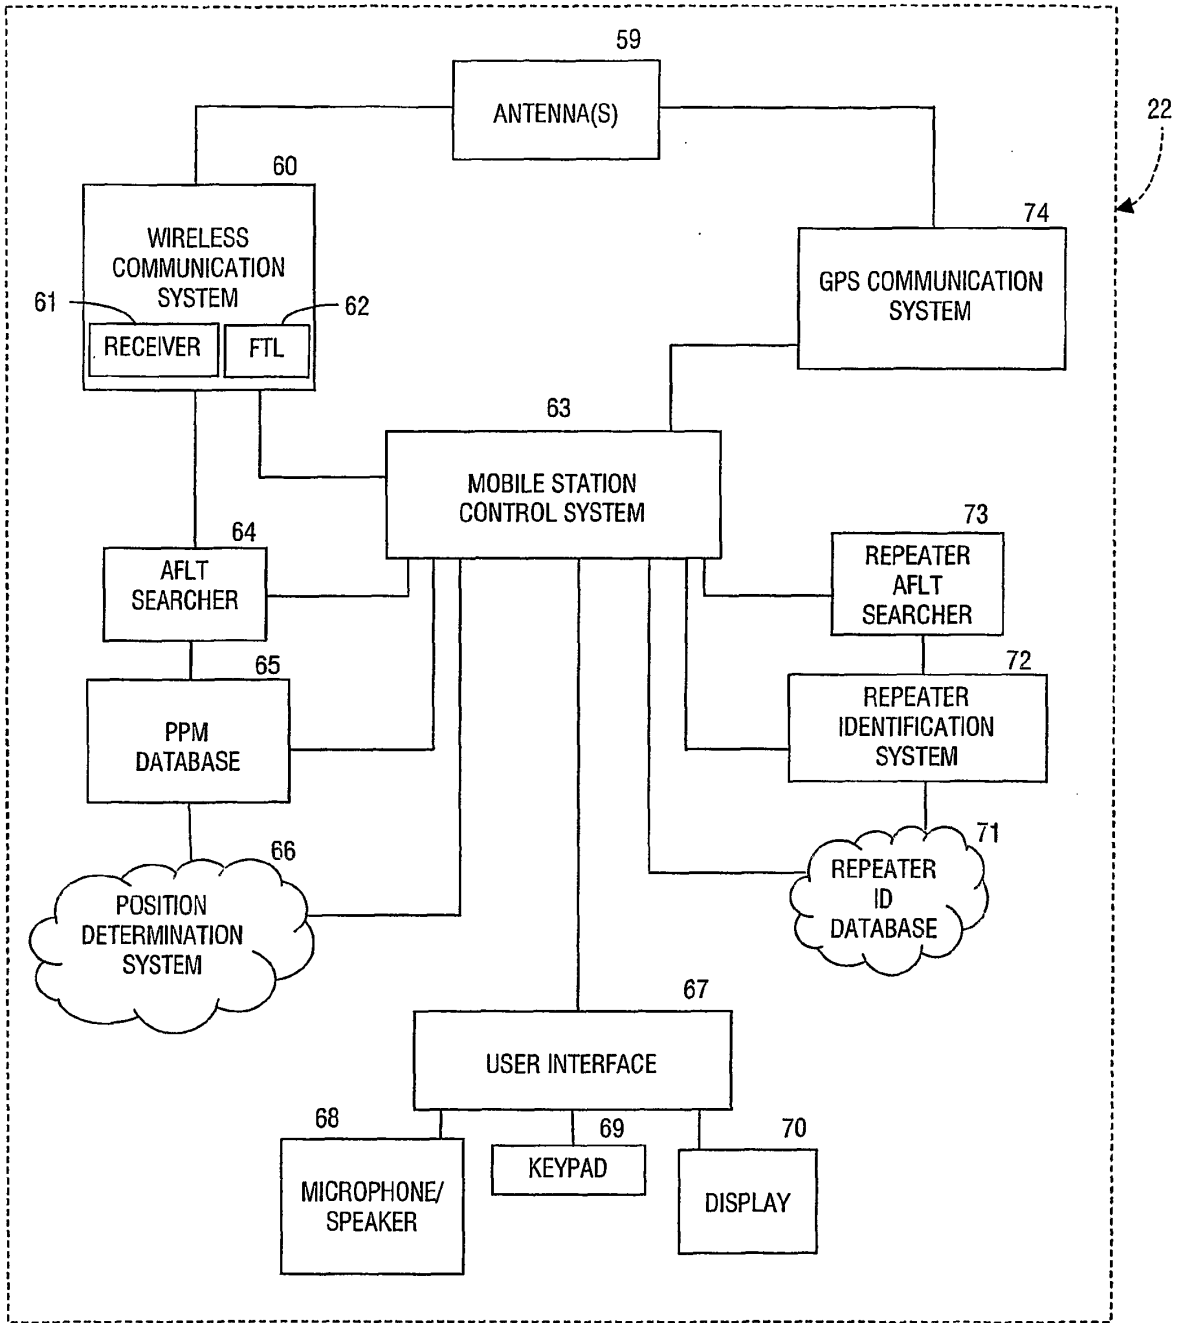 59
ANTENNA(S)
22
60
WIRELESS
COMMUNICATION
SYSTEM
61
62
RECEIVER
FTL
74
GPS COMMUNICATION
SYSTEM
63
MOBILE STATION
CONTROL SYSTEM
64
AFLT
SEARCHER
73
REPEATER
AFLT
SEARCHER
65
PPM
DATABASE
72
REPEATER
IDENTIFICATION
SYSTEM
66
POSITION
DETERMINATION
SYSTEM
71
REPEATER
ID
DATABASE
67
USER INTERFACE
68
MICROPHONE/
SPEAKER
69
KEYPAD
70
DISPLAY